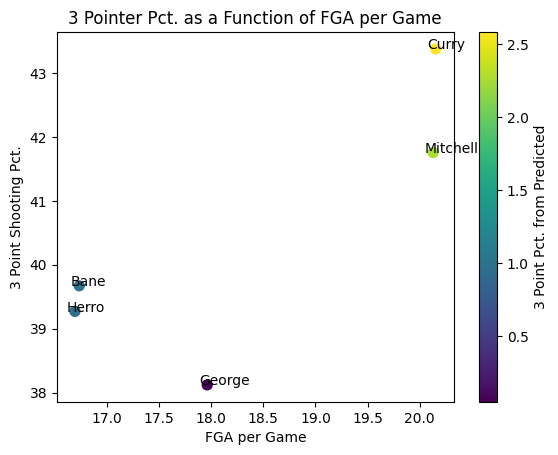 3 Pointer Pct. as a Function of FGA per Game
Curry
Mitchell
Bane
Herro
George
43
42
41
40
39
38
3 Point Shooting Pct.
17.0 17.5 18.0 18.5 19.0 19.5 20.0
FGA per Game
2.5
2.0
1.5
1.0
0.5
3 Point Pct. from Predicted